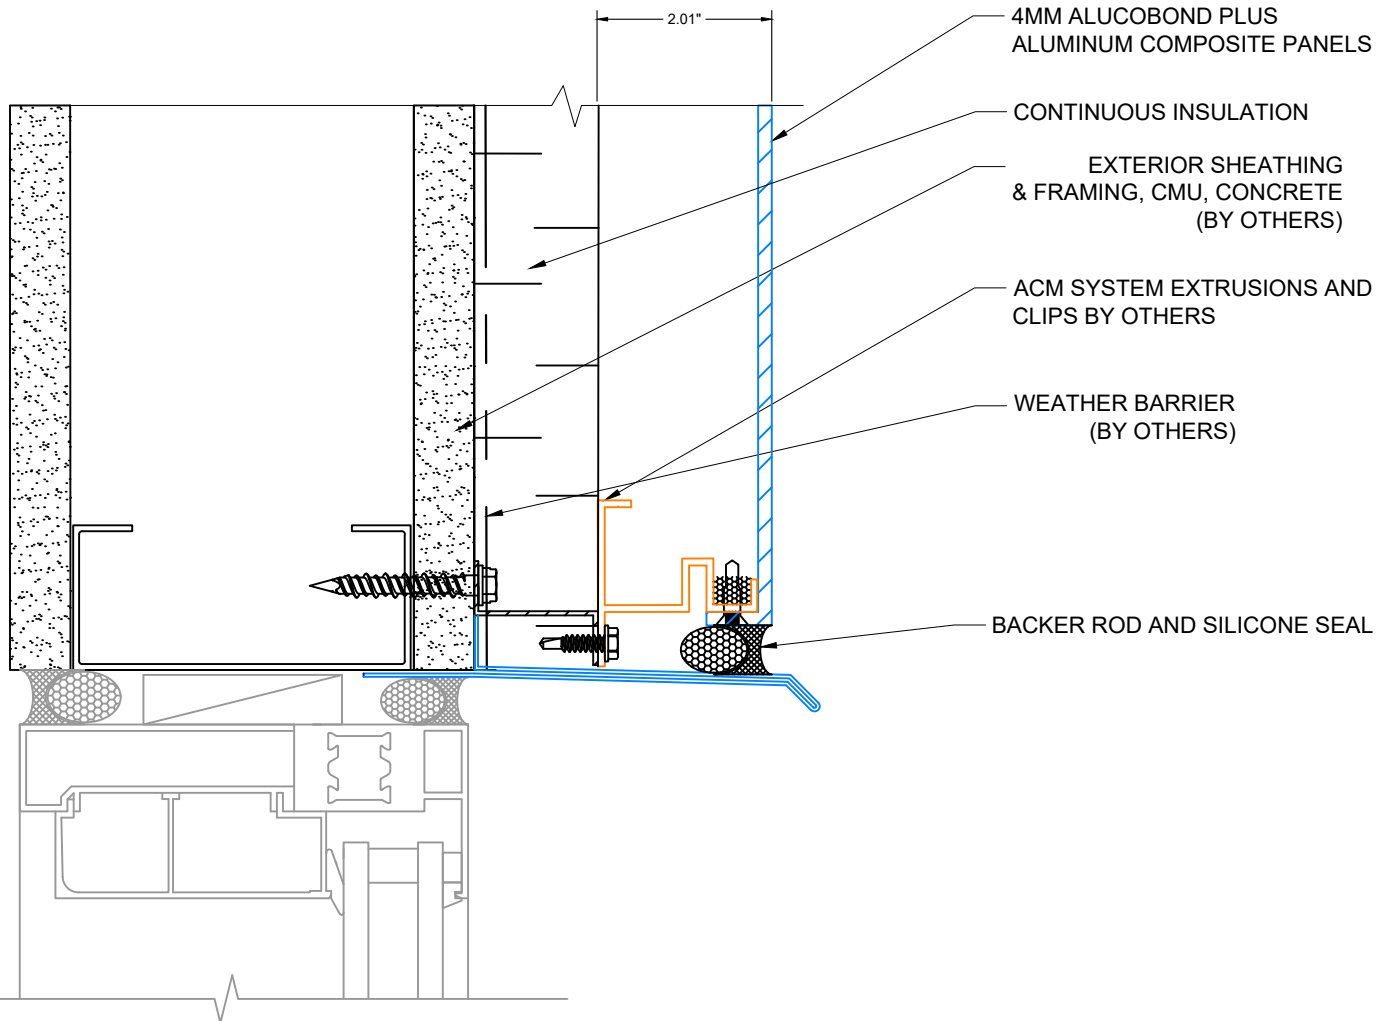 2.01"
4MM ALUCOBOND PLUS
ALUMINUM COMPOSITE PANELS
CONTINUOUS INSULATION
EXTERIOR SHEATHING
& FRAMING, CMU, CONCRETE
(BY OTHERS)
ACM SYSTEM EXTRUSIONS AND
CLIPS BY OTHERS
WEATHER BARRIER
(BY OTHERS)
BACKER ROD AND SILICONE SEAL